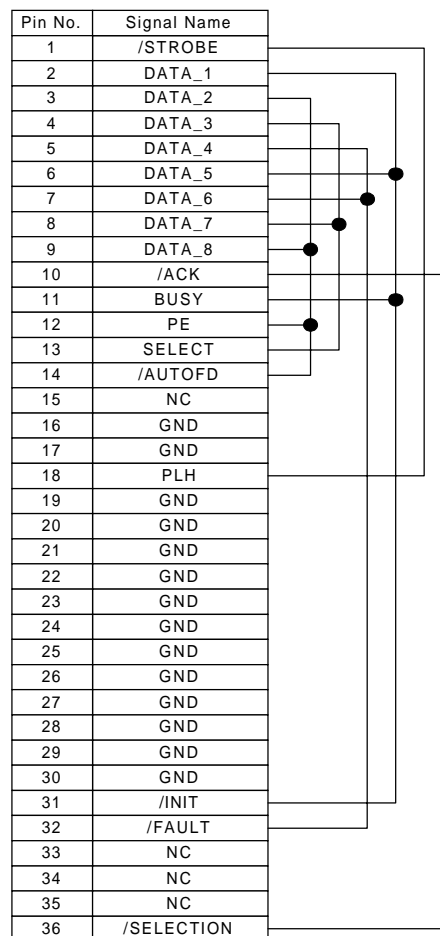 Pin No. Signal Name
1 /STROBE
2 DATA_1
3 DATA_2
4 DATA_3
5 DATA_4
6 DATA_5
7 DATA_6
8 DATA_7
9 DATA_8
10 /ACK
11 BUSY
12 PE
13 SELECT
14 /AUTOFD
15 NC
16 GND
17 GND
18 PLH
19 GND
20 GND
21 GND
22 GND
23 GND
24 GND
25 GND
26 GND
27 GND
28 GND
29 GND
30 GND
31 /INIT
32 /FAULT
33 NC
34 NC
35 NC
36 /SELECTION